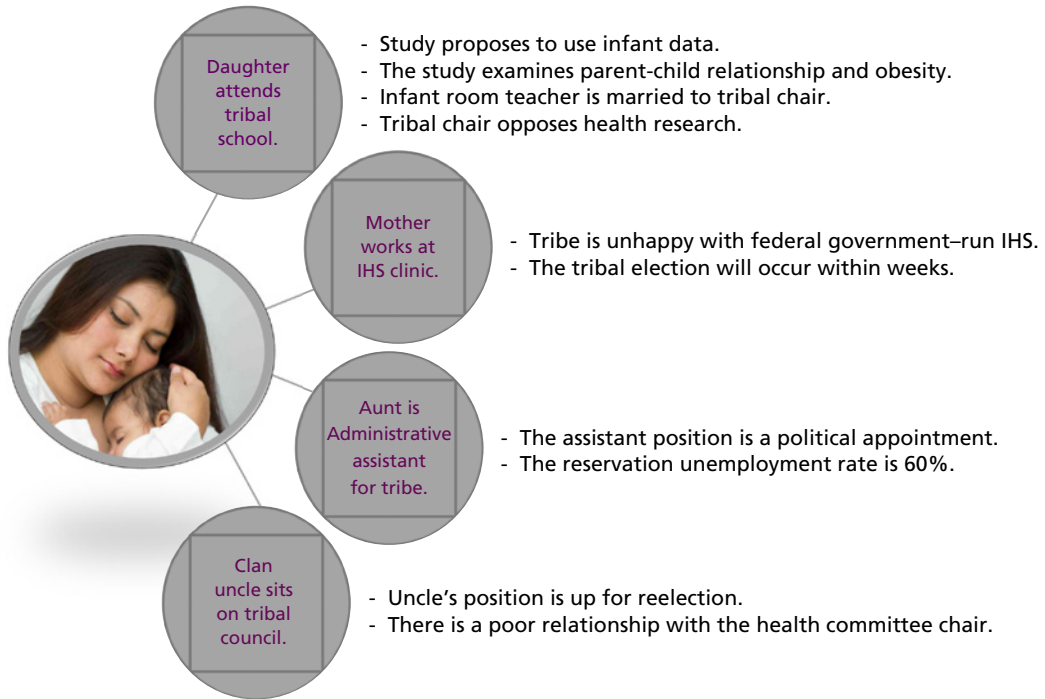 Daughter
attends
tribal
school.
- Study proposes to use infant data.
- The study examines parent-child relationship and obesity.
- Infant room teacher is married to tribal chair.
- Tribal chair opposes health research.
Mother
works at
IHS clinic.
- Tribe is unhappy with federal government–run IHS.
- The tribal election will occur within weeks.
Aunt is
Administrative
assistant
for tribe.
- The assistant position is a political appointment.
- The reservation unemployment rate is 60%.
Clan
uncle sits
on tribal
council.
- Uncle’s position is up for reelection.
- There is a poor relationship with the health committee chair.